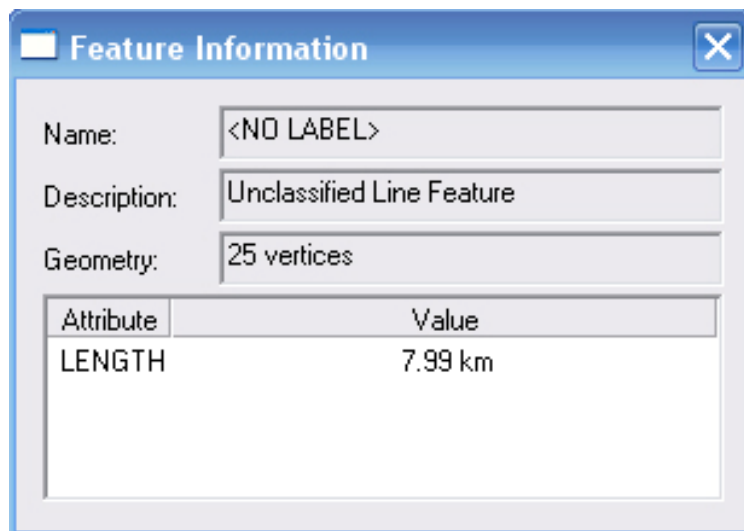 Feature Information
Name: <NO LABEL>
Description: Unclassified Line Feature
Geometry: 25 vertices
Attribute Value
LENGTH 7.99 km